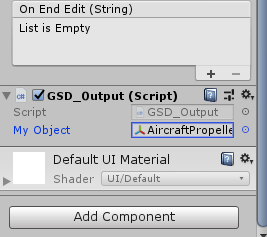 On End Edit (String)
List is Empty
GSD_Output (Script)
Script GSD_Output
My Object AircraftPropelle
Default UI Material
Shader UI/Default
Add Component